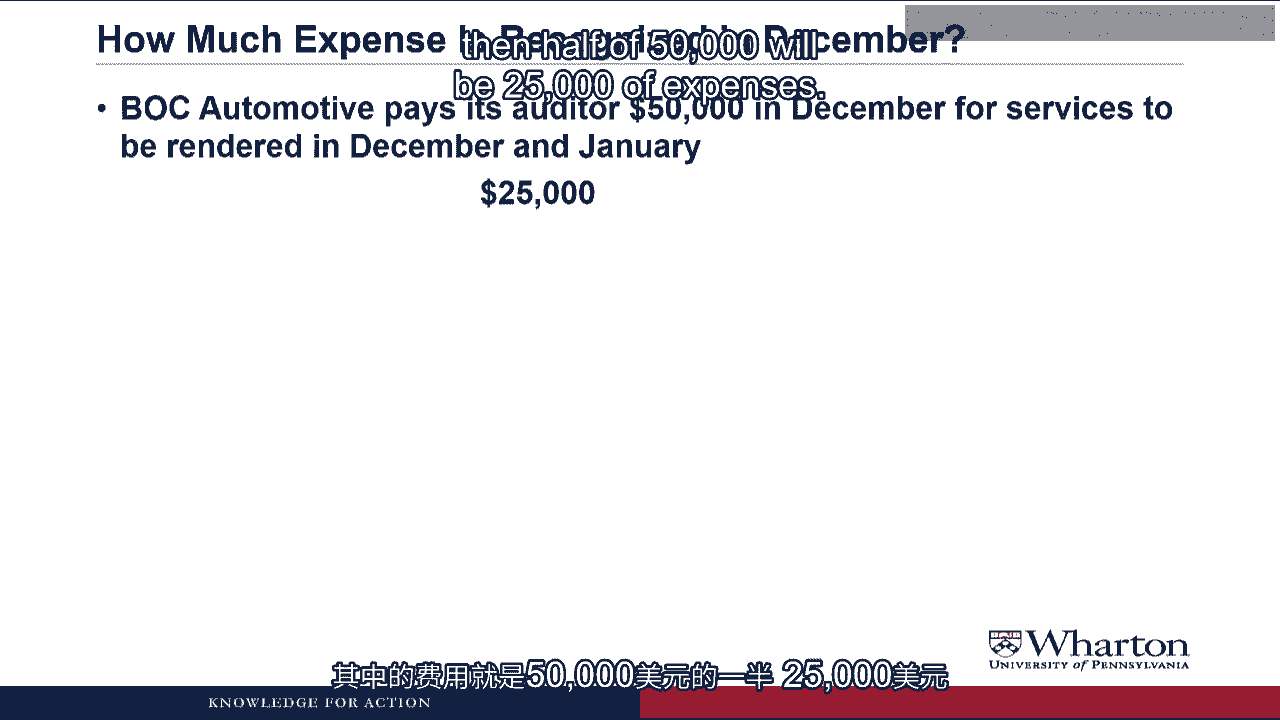 How Much Expense Is Recognized in December?
then half of 50,000 will
be 25,000 of expenses.
• BOC Automotive pays its auditor $50,000 in December for services to
be rendered in December and January
$25,000
Wharton
UNIVERSITY of PENNSYLVANIA
其中的费用就是50,000美元的一半 25,000美元
KNOWLEDGE FOR ACTION